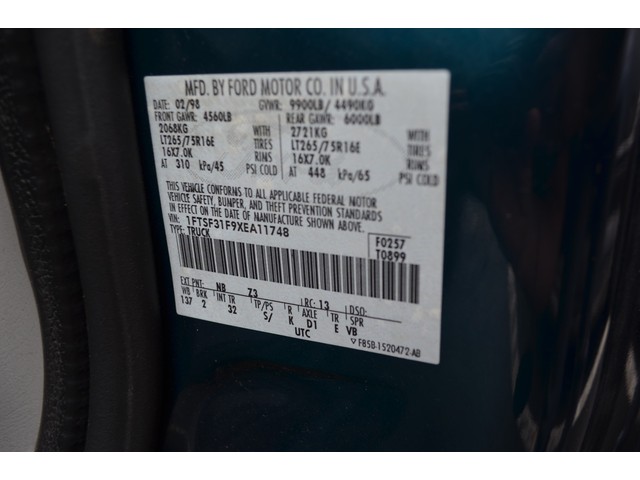 MFD. BY FORD MOTOR CO. IN U.S.A.
DATE: 02/98 GVWR: 9900LB/ 4490KG
FRONT GAWR: 4560LB REAR GAWR: 6000LB
2068KG WITH 2721KG WITH
LT265/75R16E TIRES LT265/75R16E TIRES
16X7.0K RIMS 16X7.0K RIMS
AT 310 kPa/45 PSI COLD AT 448 kPa/65 PSI COLD
THIS VEHICLE CONFORMS TO ALL APPLICABLE FEDERAL MOTOR
VEHICLE SAFETY, BUMPER, AND THEFT PREVENTION STANDARDS
IN EFFECT ON THE DATE OF MANUFACTURE SHOWN ABOVE.
VIN: 1FTSF31F9XEA11748 F0257
TYPE: TRUCK T0899
EXT. PNT: NB Z3 RC: 13 DSO:
WB BRK INT TR TP/PS R AXLE TR SPR
137 2 32 S/ K D1 E VB
UTC
▽ F85B-1520472-AB